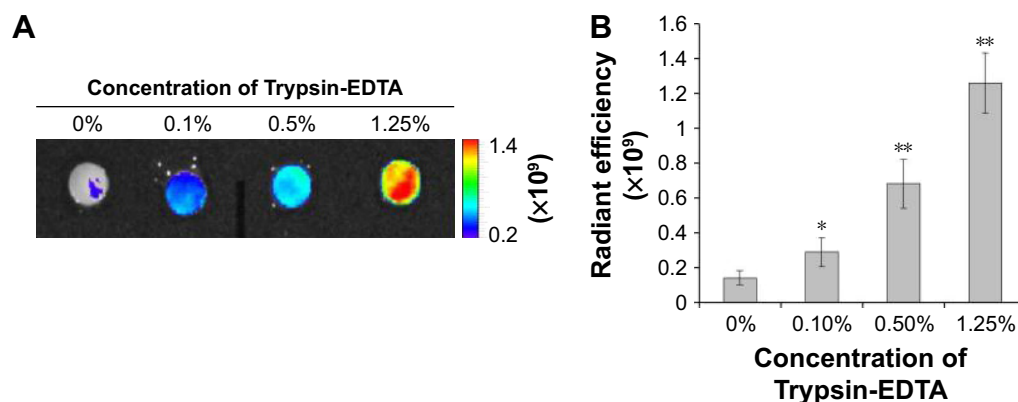 A
Concentration of Trypsin-EDTA
0% 0.1% 0.5% 1.25%
1.4
(×10⁹)
0.2
B
Radiant efficiency
(×10⁹)
1.6
1.4
1.2
1
0.8
0.6
0.4
0.2
0
*
**
**
0% 0.10% 0.50% 1.25%
Concentration of
Trypsin-EDTA